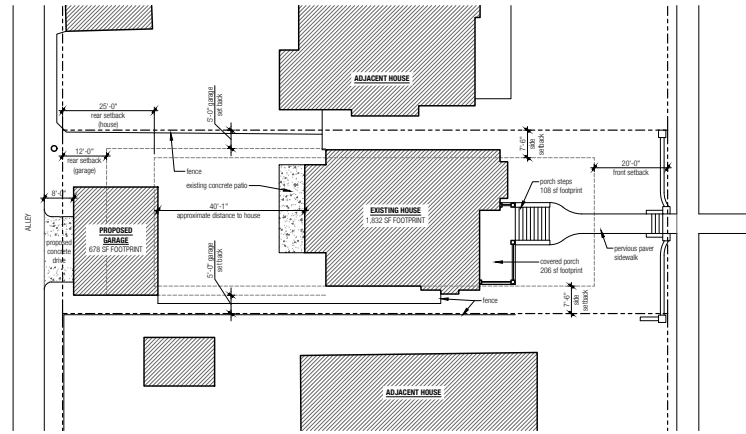 ADJACENT HOUSE
25'-0"
rear setback
(house)
5'-0" garage
set back
12'-0"
rear setback
(garage)
fence
7'-6"
side
setback
20'-0"
front setback
existing concrete patio
porch steps
108 sf footprint
8'-0"
40'-1"
approximate distance to house
EXISTING HOUSE
1,832 SF FOOTPRINT
ALLEY
PROPOSED
GARAGE
678 SF FOOTPRINT
proposed
concrete
drive
pervious paver
sidewalk
covered porch
206 sf footprint
5'-0" garage
set back
fence
7'-6"
side
setback
ADJACENT HOUSE